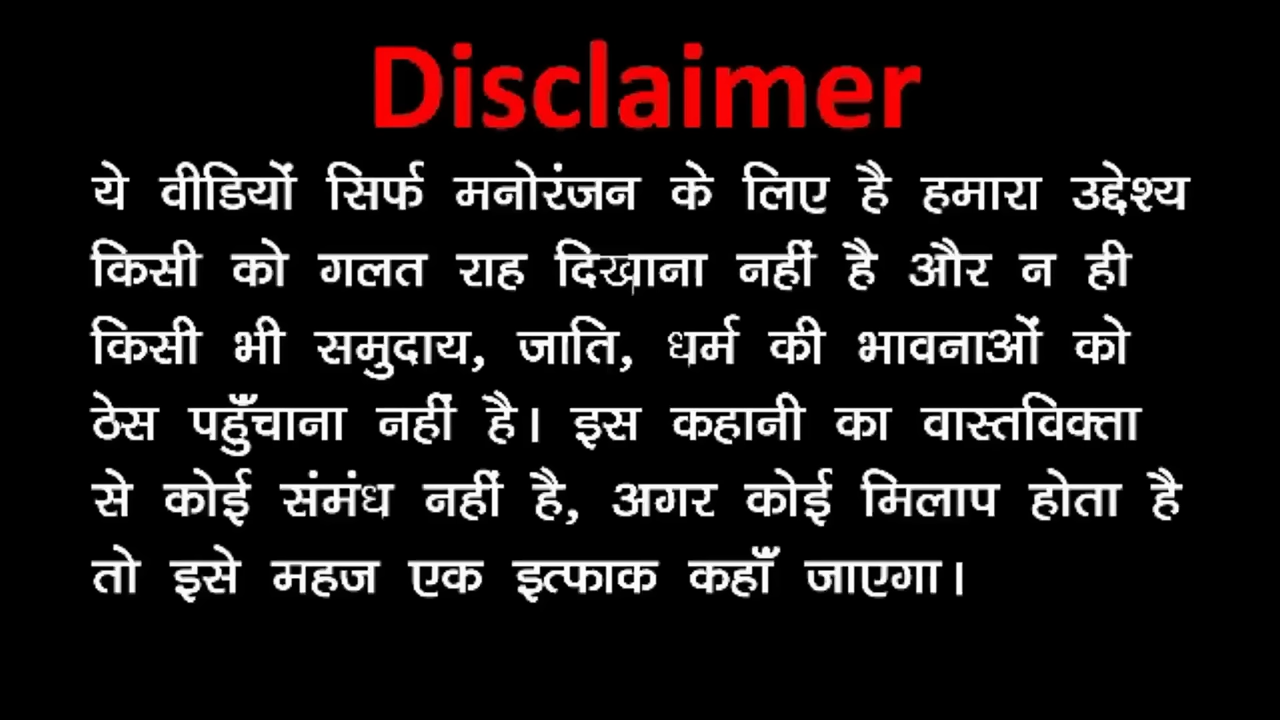 Disclaimer
ये वीडियों सिर्फ मनोरंजन के लिए है हमारा उद्देश्य
किसी को गलत राह दिखाना नहीं है और न ही
किसी भी समुदाय, जाति, धर्म की भावनाओं को
ठेस पहुँचाना नहीं है। इस कहानी का वास्तविक्ता
से कोई संमंध नहीं है, अगर कोई मिलाप होता है
तो इसे महज एक इत्फाक कहाँ जाएगा।